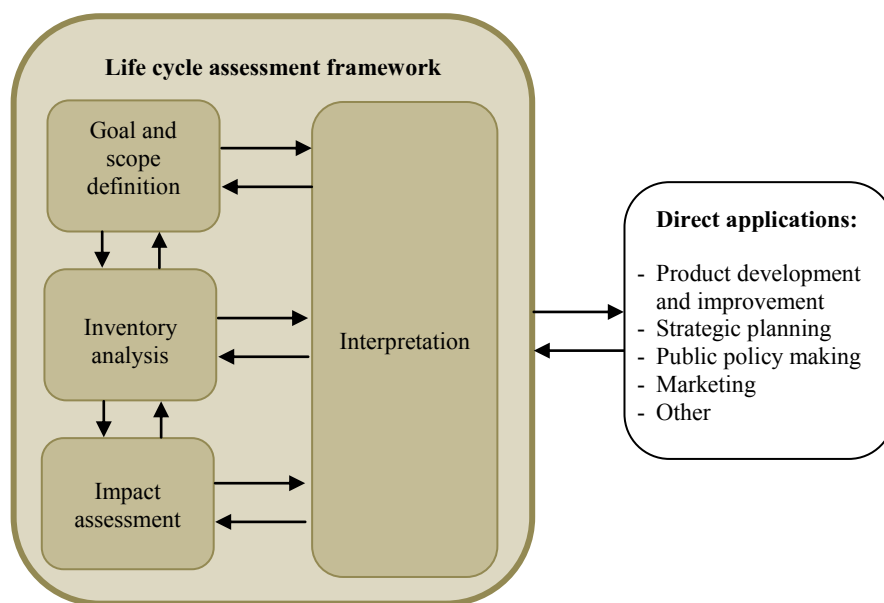 Life cycle assessment framework
Goal and
scope
definition
Inventory
analysis
Impact
assessment
Interpretation
Direct applications:
- Product development
and improvement
- Strategic planning
- Public policy making
- Marketing
- Other